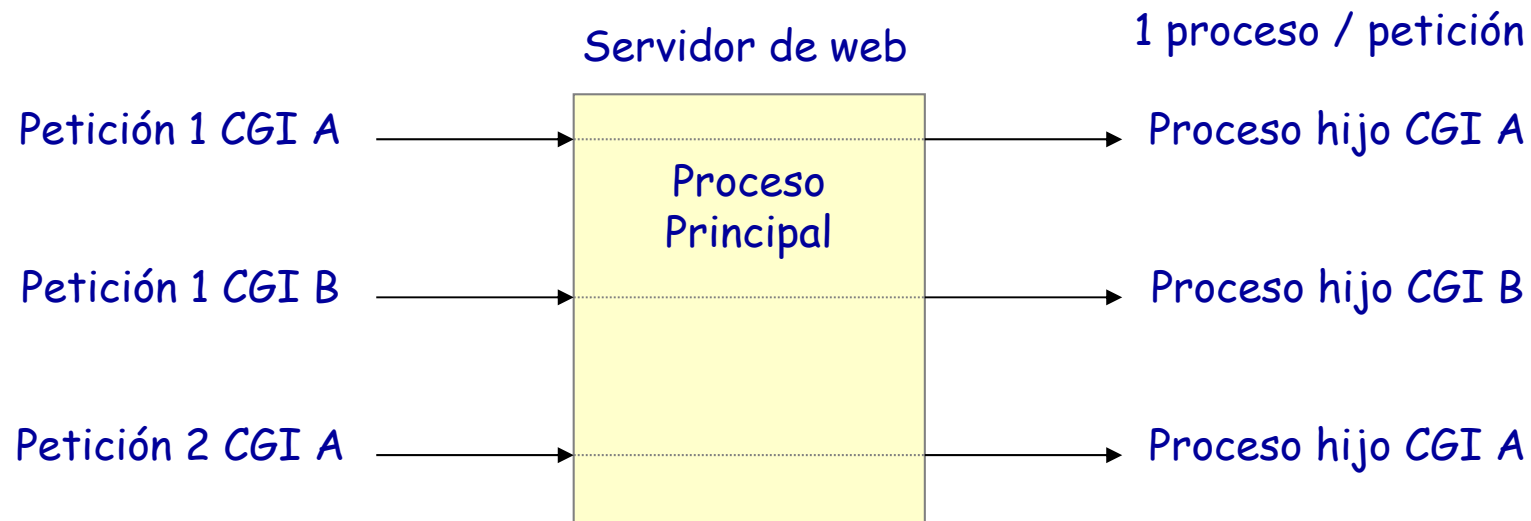 Servidor de web
1 proceso / petición
Petición 1 CGI A
Proceso hijo CGI A
Proceso
Principal
Petición 1 CGI B
Proceso hijo CGI B
Petición 2 CGI A
Proceso hijo CGI A